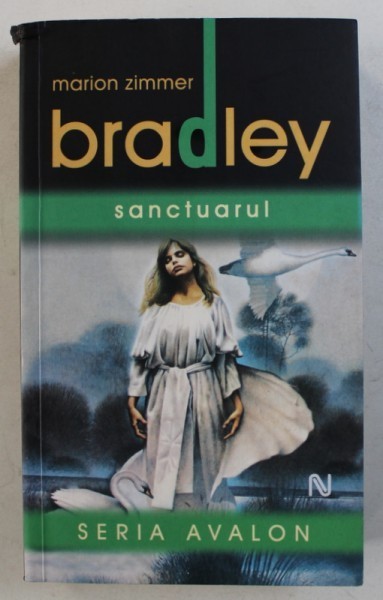 marion zimmer
bradley
sanctuarul
N
SERIA AVALON